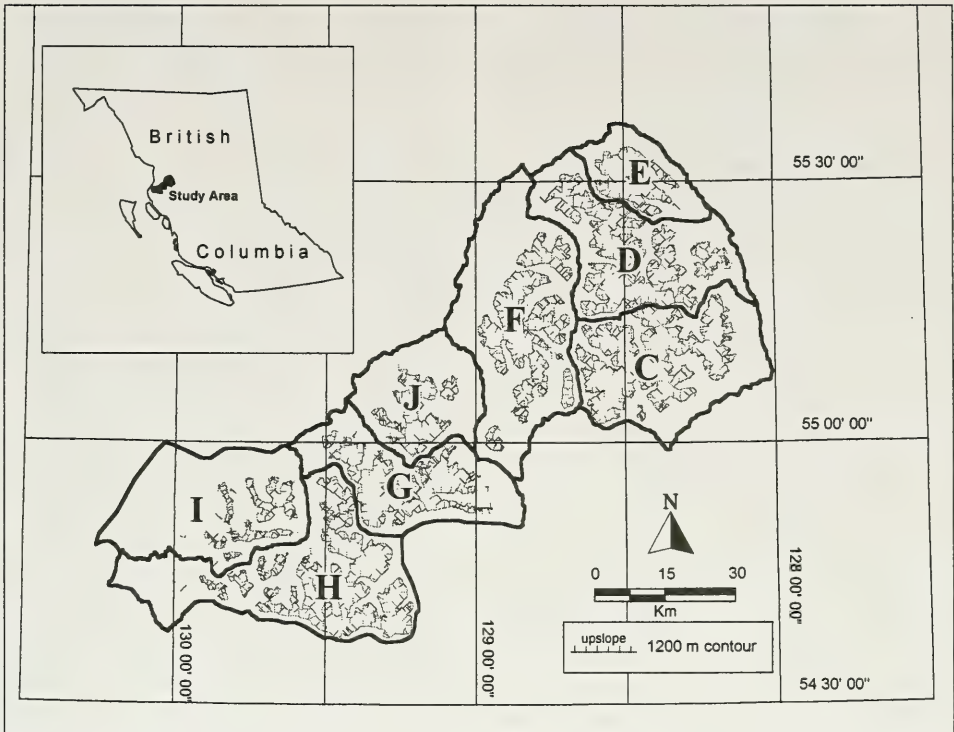 British
Study Area
Columbia
E
55 30' 00"
D
F
C
J
55 00' 00"
G
I
N
H
0 15 30
Km
upslope 1200 m contour
130 00' 00"
129 00' 00"
128 00' 00"
54 30' 00"